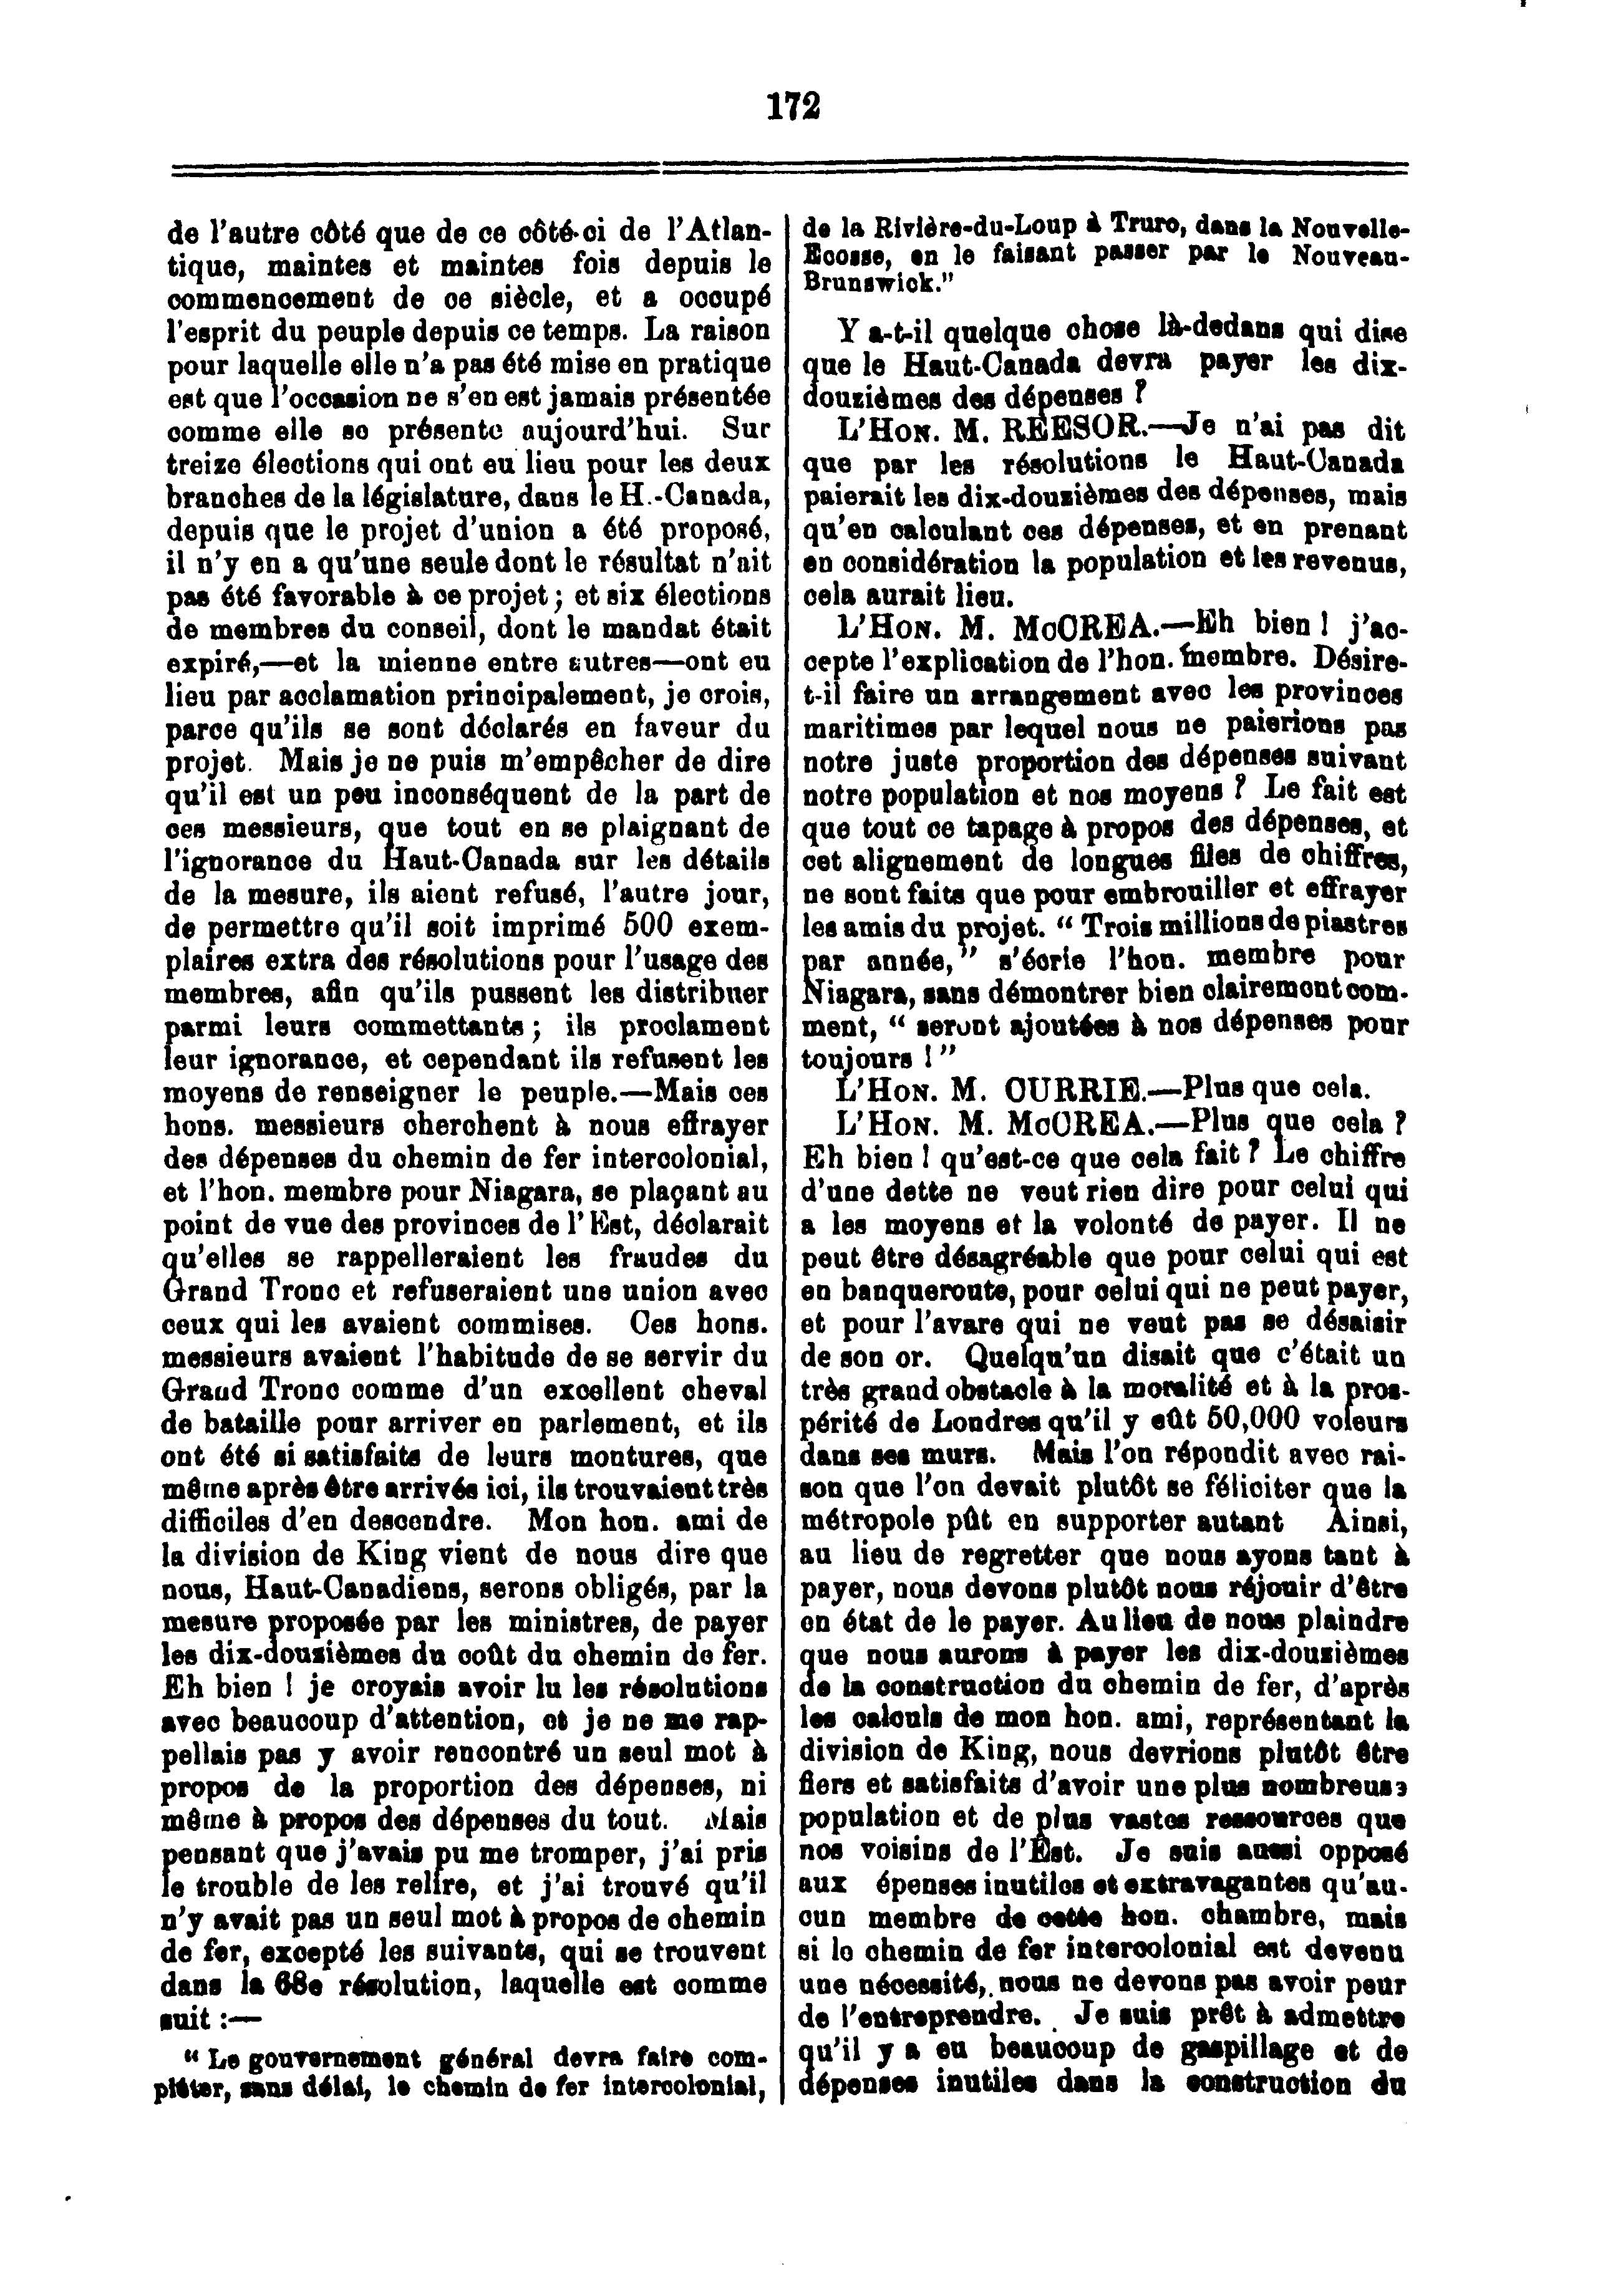 172
de l'autre côté que de ce côté-ci de l'Atlan-
tique, maintes et maintes fois depuis le
commencement de ce siècle, et a occupé
l'esprit du peuple depuis ce temps. La raison
pour laquelle elle n'a pas été mise en pratique
est que l'occasion ne s'en est jamais présentée
comme elle se présente aujourd'hui. Sur
treize élections qui ont eu lieu pour les deux
branches de la législature, dans le H.-Canada,
depuis que le projet d'union a été proposé,
il n'y en a qu'une seule dont le résultat n'ait
pas été favorable à ce projet ; et six élections
de membres du conseil, dont le mandat était
expiré,—et la mienne entre autres—ont eu
lieu par acclamation principalement, je crois,
parce qu'ils se sont déclarés en faveur du
projet. Mais je ne puis m'empêcher de dire
qu'il est un peu inconséquent de la part de
ces messieurs, que tout en se plaignant de
l'ignorance du Haut-Canada sur les détails
de la mesure, ils aient refusé, l'autre jour,
de permettre qu'il soit imprimé 500 exem-
plaires extra des résolutions pour l'usage des
membres, afin qu'ils pussent les distribuer
parmi leurs commettants ; ils proclament
leur ignorance, et cependant ils refusent les
moyens de renseigner le peuple.—Mais ces
hons. messieurs cherchent à nous effrayer
des dépenses du chemin de fer intercolonial,
et l'hon. membre pour Niagara, se plaçant au
point de vue des provinces de l'Est, déclarait
qu'elles se rappelleraient les fraudes du
Grand Tronc et refuseraient une union avec
ceux qui les avaient commises. Ces hons.
messieurs avaient l'habitude de se servir du
Grand Tronc comme d'un excellent cheval
de bataille pour arriver en parlement, et ils
ont été si satisfaits de leurs montures, que
même après être arrivés ici, ils trouvaient très
difficiles d'en descendre. Mon hon. ami de
la division de King vient de nous dire que
nous, Haut-Canadiens, serons obligés, par la
mesure proposée par les ministres, de payer
les dix-douzièmes du coût du chemin de fer.
Eh bien ! je croyais avoir lu les résolutions
avec beaucoup d'attention, et je ne me rap-
pellais pas y avoir rencontré un seul mot à
propos de la proportion des dépenses, ni
même à propos des dépenses du tout. Mais
pensant que j'avais pu me tromper, j'ai pris
le trouble de les relire, et j'ai trouvé qu'il
n'y avait pas un seul mot à propos de chemin
de fer, excepté les suivants, qui se trouvent
dans la 68e résolution, laquelle est comme
suit :—
“ Le gouvernement général devra faire com-
pléter, sans délai, le chemin de fer intercolonial,
de la Rivière-du-Loup à Truro, dans la Nouvelle-
Ecosse, en le faisant passer par le Nouveau-
Brunswick.”
Y a-t-il quelque chose là-dedans qui dise
que le Haut-Canada devra payer les dix-
douzièmes des dépenses ?
L'HON. M. REESOR.—Je n'ai pas dit
que par les résolutions le Haut-Canada
paierait les dix-douzièmes des dépenses, mais
qu'en calculant ces dépenses, et en prenant
en considération la population et les revenus,
cela aurait lieu.
L'HON. M. McCREA.—Eh bien ! j'ac-
cepte l'explication de l'hon. membre. Désire-
t-il faire un arrangement avec les provinces
maritimes par lequel nous ne paierions pas
notre juste proportion des dépenses suivant
notre population et nos moyens ? Le fait est
que tout ce tapage à propos des dépenses, et
cet alignement de longues files de chiffres,
ne sont faits que pour embrouiller et effrayer
les amis du projet. “ Trois millions de piastres
par année,” s'écrie l'hon. membre pour
Niagara, sans démontrer bien clairement com-
ment, “ seront ajoutées à nos dépenses pour
toujours !”
L'HON. M. CURRIE.—Plus que cela.
L'HON. M. McCREA.—Plus que cela ?
Eh bien ! qu'est-ce que cela fait ? Le chiffre
d'une dette ne veut rien dire pour celui qui
a les moyens et la volonté de payer. Il ne
peut être désagréable que pour celui qui est
en banqueroute, pour celui qui ne peut payer,
et pour l'avare qui ne veut pas se désaisir
de son or. Quelqu'un disait que c'était un
très grand obstacle à la moralité et à la pros-
périté de Londres qu'il y eût 50,000 voleurs
dans ses murs. Mais l'on répondit avec rai-
son que l'on devait plutôt se féliciter que la
métropole pût en supporter autant Ainsi,
au lieu de regretter que nous ayons tant à
payer, nous devons plutôt nous réjouir d'être
en état de le payer. Au lieu de nous plaindre
que nous aurons à payer les dix-douzièmes
de la construction du chemin de fer, d'après
les calculs de mon hon. ami, représentant la
division de King, nous devrions plutôt être
fiers et satisfaits d'avoir une plus nombreuse
population et de plus vastes ressources que
nos voisins de l'Est. Je suis aussi opposé
aux épenses inutiles et extravagantes qu'au-
cun membre de cette hon. chambre, mais
si le chemin de fer intercolonial est devenu
une nécessité, nous ne devons pas avoir peur
de l'entreprendre. Je suis prêt à admettre
qu'il y a eu beaucoup de gaspillage et de
dépenses inutiles dans la construction du